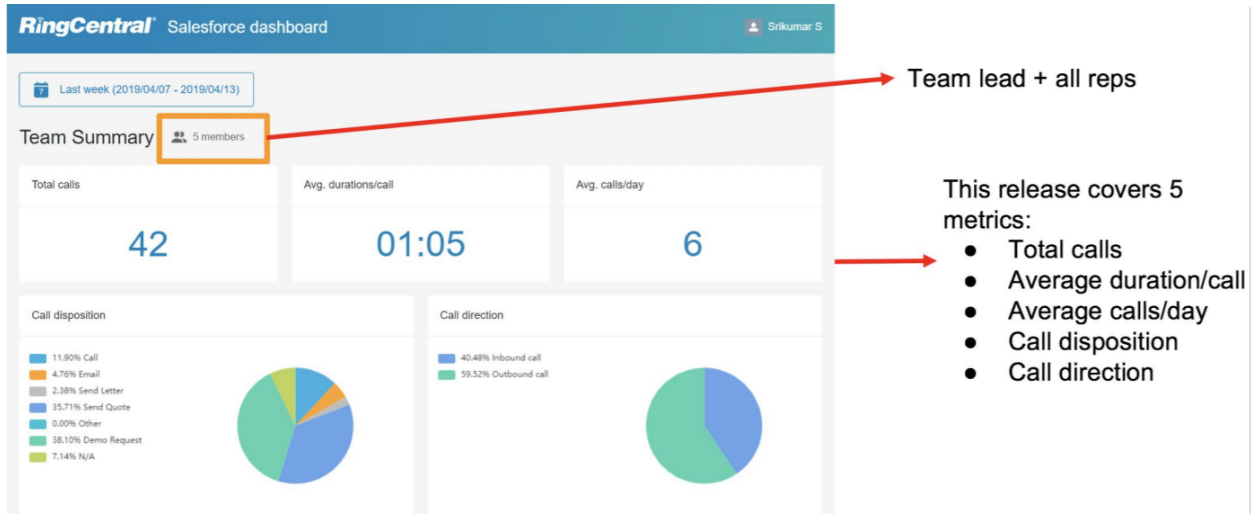 RingCentral® Salesforce dashboard
Srikumar S
7 Last week (2019/04/07 - 2019/04/13)
Team Summary 5 members
Team lead + all reps
Total calls
Avg. durations/call
Avg. calls/day
42
01:05
6
This release covers 5
metrics:
● Total calls
● Average duration/call
● Average calls/day
● Call disposition
● Call direction
Call disposition
11.90% Call
4.76% Email
2.38% Send Letter
35.71% Send Quote
0.00% Other
38.10% Demo Request
7.14% N/A
Call direction
40.48% Inbound call
59.52% Outbound call